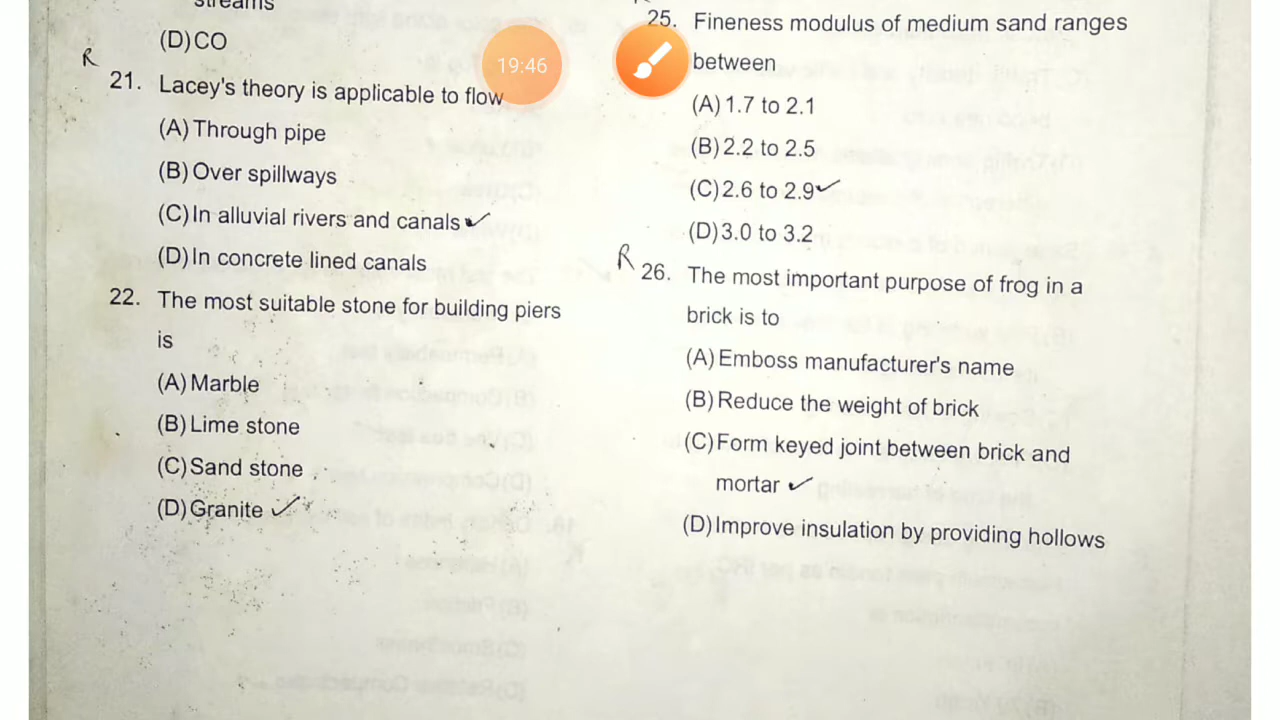 streams
(D) CO
R
21. Lacey's theory is applicable to flow
(A) Through pipe
(B) Over spillways
(C) In alluvial rivers and canals ✓
(D) In concrete lined canals
22. The most suitable stone for building piers
is
(A) Marble
(B) Lime stone
(C) Sand stone
(D) Granite ✓
19:46
25. Fineness modulus of medium sand ranges
between
(A) 1.7 to 2.1
(B) 2.2 to 2.5
(C) 2.6 to 2.9 ✓
(D) 3.0 to 3.2
R
26. The most important purpose of frog in a
brick is to
(A) Emboss manufacturer's name
(B) Reduce the weight of brick
(C) Form keyed joint between brick and
mortar ✓
(D) Improve insulation by providing hollows